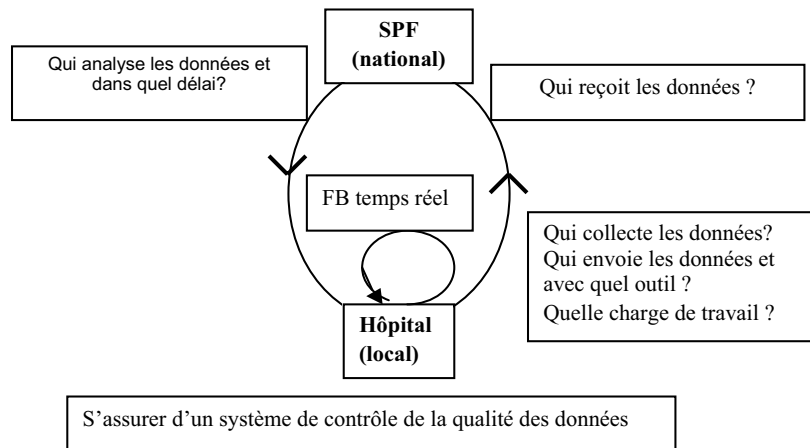 SPF
(national)
Qui analyse les données et
dans quel délai?
Qui reçoit les données ?
FB temps réel
Qui collecte les données?
Qui envoie les données et
avec quel outil ?
Quelle charge de travail ?
Hôpital
(local)
S’assurer d’un système de contrôle de la qualité des données